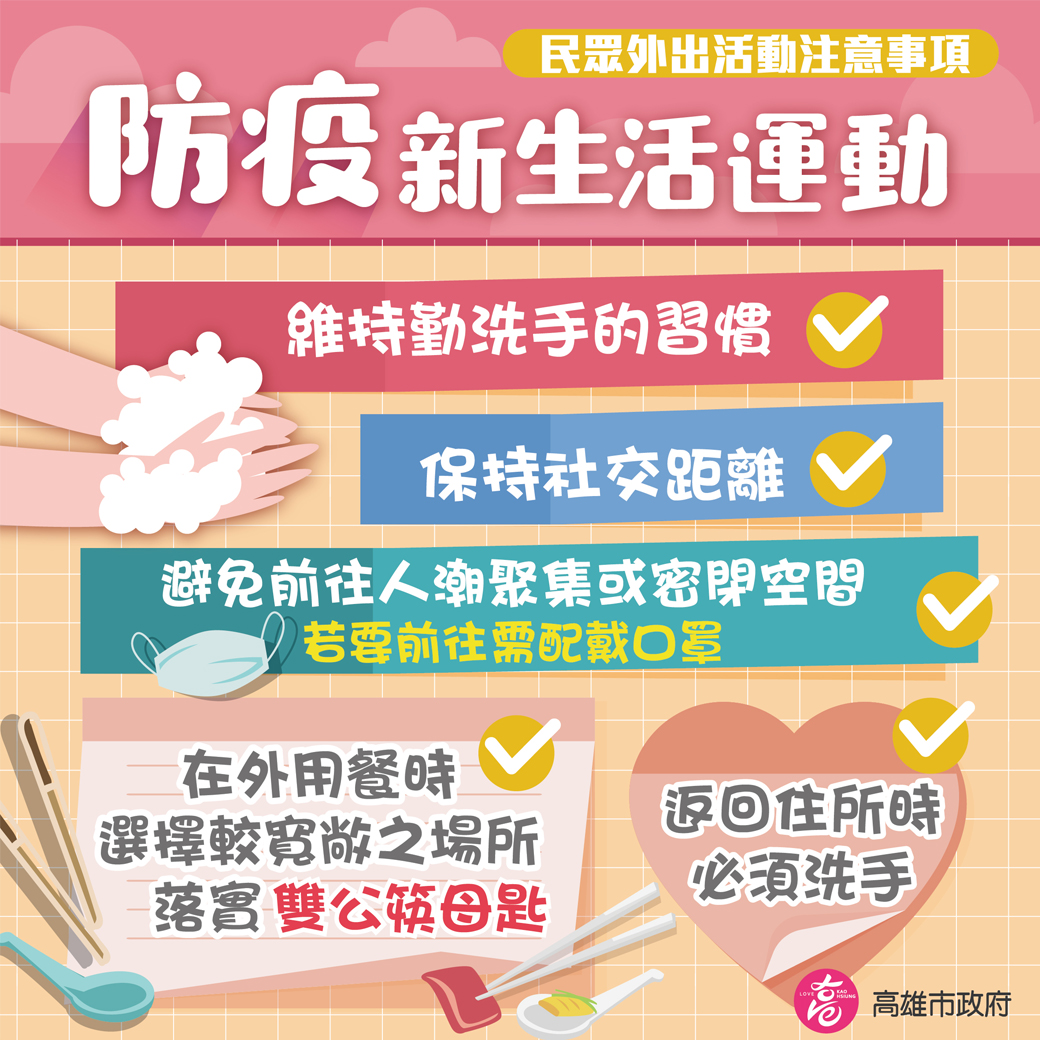 民眾外出活動注意事項
防疫新生活運動
維持勤洗手的習慣
保持社交距離
避免前往人潮聚集或密閉空間
若要前往需配戴口罩
在外用餐時
選擇較寬敞之場所
落實雙公筷母匙
返回住所時
必須洗手
LOVE KAO HSIUNG
高雄市政府